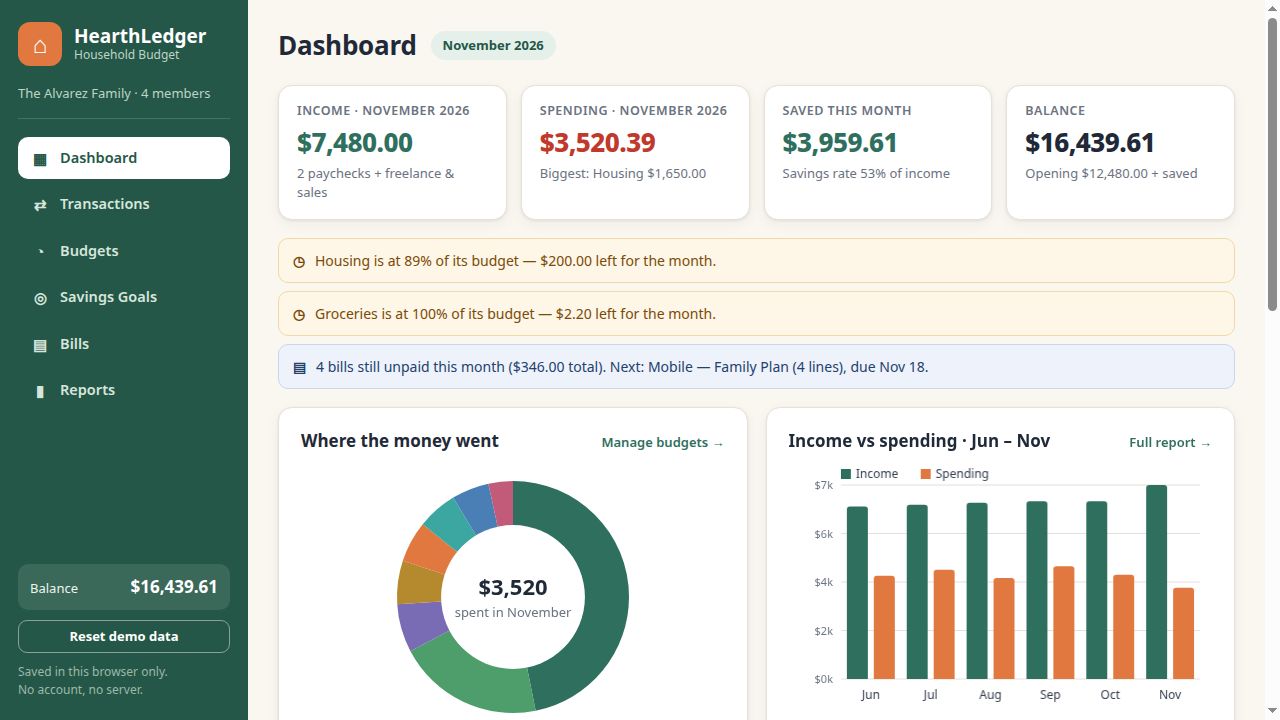 HearthLedger
Household Budget
The Alvarez Family · 4 members
Dashboard
Transactions
Budgets
Savings Goals
Bills
Reports
Balance $16,439.61
Reset demo data
Saved in this browser only.
No account, no server.
Dashboard November 2026
INCOME · NOVEMBER 2026
$7,480.00
2 paychecks + freelance &
sales
SPENDING · NOVEMBER 2026
$3,520.39
Biggest: Housing $1,650.00
SAVED THIS MONTH
$3,959.61
Savings rate 53% of income
BALANCE
$16,439.61
Opening $12,480.00 + saved
Housing is at 89% of its budget — $200.00 left for the month.
Groceries is at 100% of its budget — $2.20 left for the month.
4 bills still unpaid this month ($346.00 total). Next: Mobile — Family Plan (4 lines), due Nov 18.
Where the money went
Manage budgets →
$3,520
spent in November
Income vs spending · Jun – Nov
Full report →
Income Spending
$7k
$6k
$4k
$2k
$0k
Jun Jul Aug Sep Oct Nov